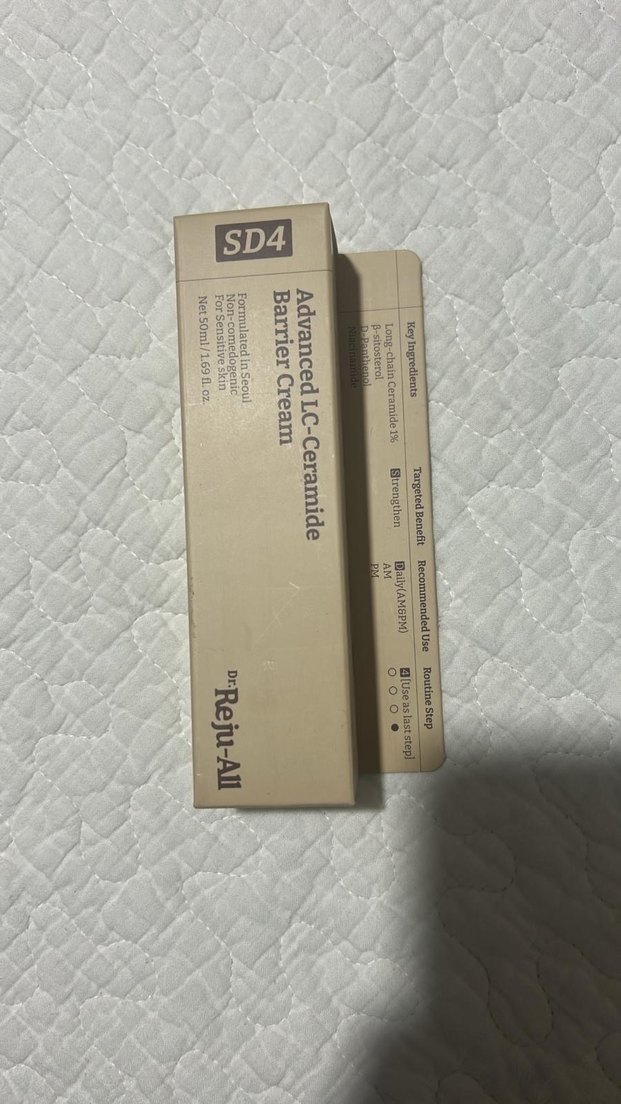 SD4
Advanced LC-Ceramide
Barrier Cream
Formulated in Seoul
Non-comedogenic
For Sensitive skin
Net 50ml / 1.69 fl. oz.
Dr.Reju-All
Key Ingredients
Long-chain Ceramide 1%
β-sitosterol
D-Panthenol
Niacinamide
Targeted Benefit
Strengthen
Recommended Use
Daily(AM&PM)
AM
PM
Routine Step
4 [Use as last step]